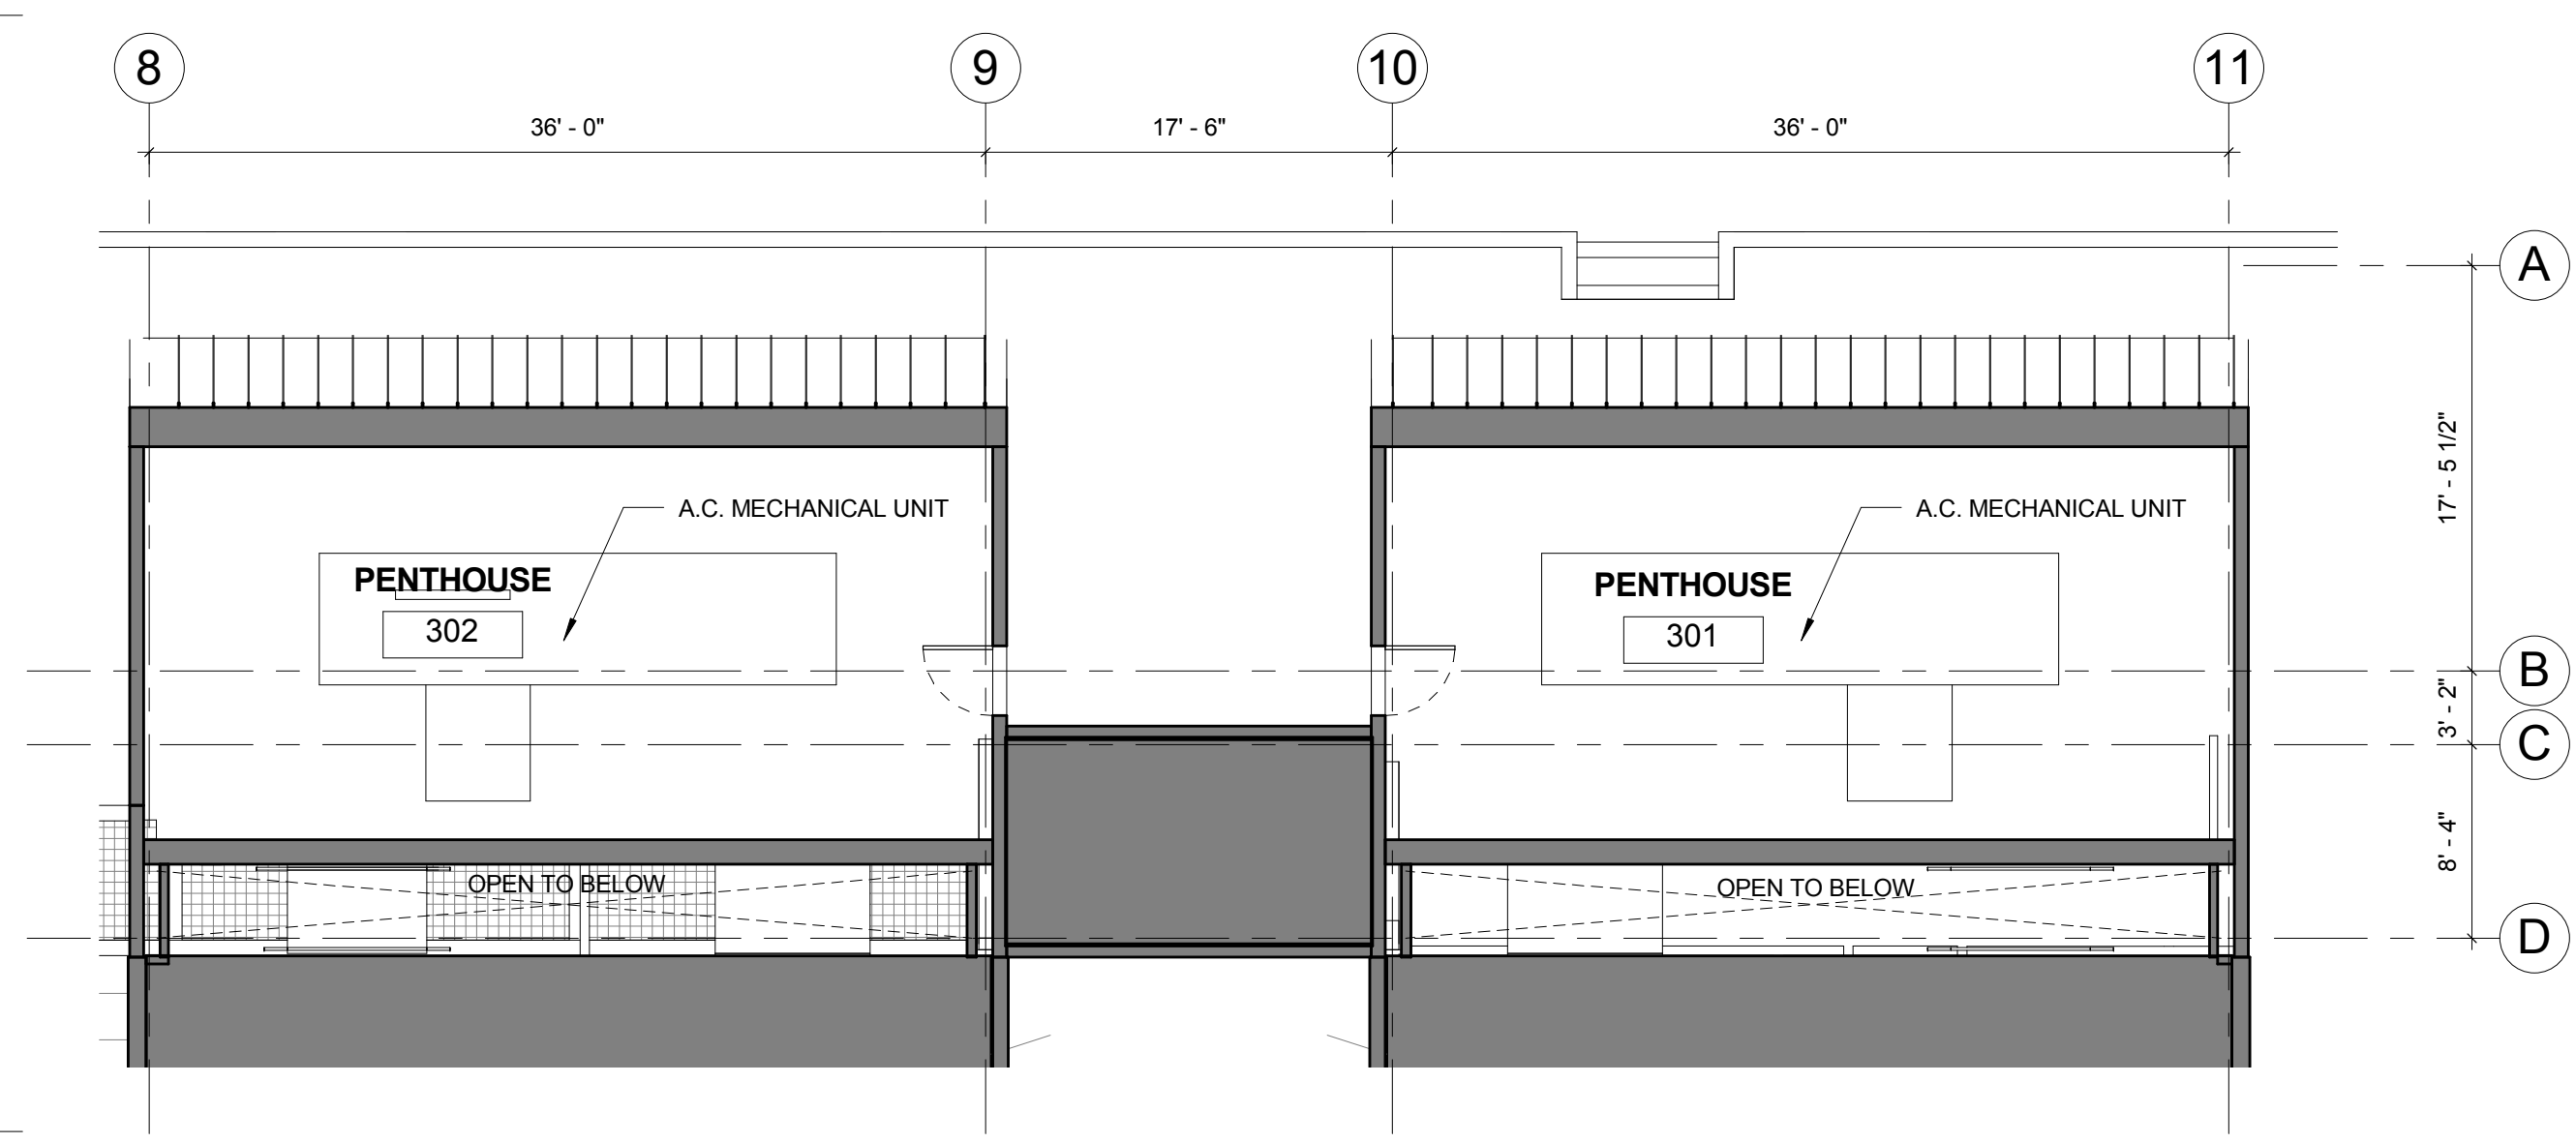 8
9
10
11
36' - 0"
17' - 6"
36' - 0"
A
17' - 5 1/2"
A.C. MECHANICAL UNIT
A.C. MECHANICAL UNIT
PENTHOUSE
302
PENTHOUSE
301
B
3' - 2"
C
8' - 4"
OPEN TO BELOW
OPEN TO BELOW
D